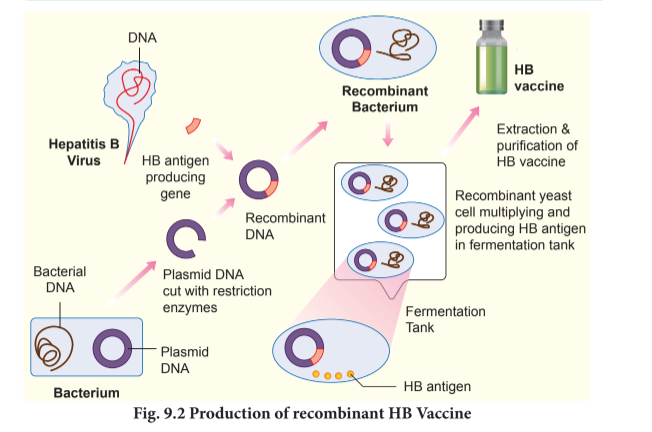 DNA
Hepatitis B
Virus
HB antigen
producing
gene
Recombinant
DNA
Plasmid DNA
cut with restriction
enzymes
Bacterial
DNA
Plasmid
DNA
Bacterium
Recombinant
Bacterium
HB
vaccine
Extraction &
purification of
HB vaccine
Recombinant yeast
cell multiplying and
producing HB antigen
in fermentation tank
Fermentation
Tank
HB antigen
Fig. 9.2 Production of recombinant HB Vaccine